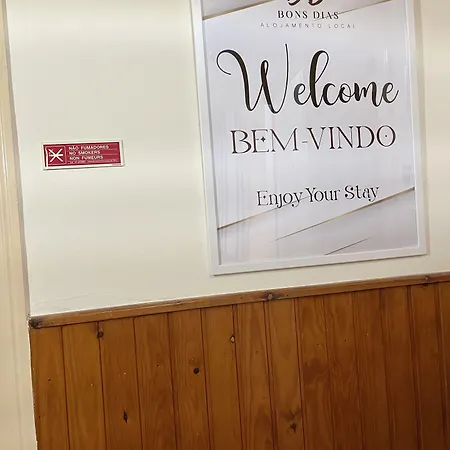 BONS DIAS
ALOJAMENTO LOCAL
Welcome
BEM-VINDO
Enjoy Your Stay
NÃO FUMADORES
NO SMOKERS
NON FUMEURS